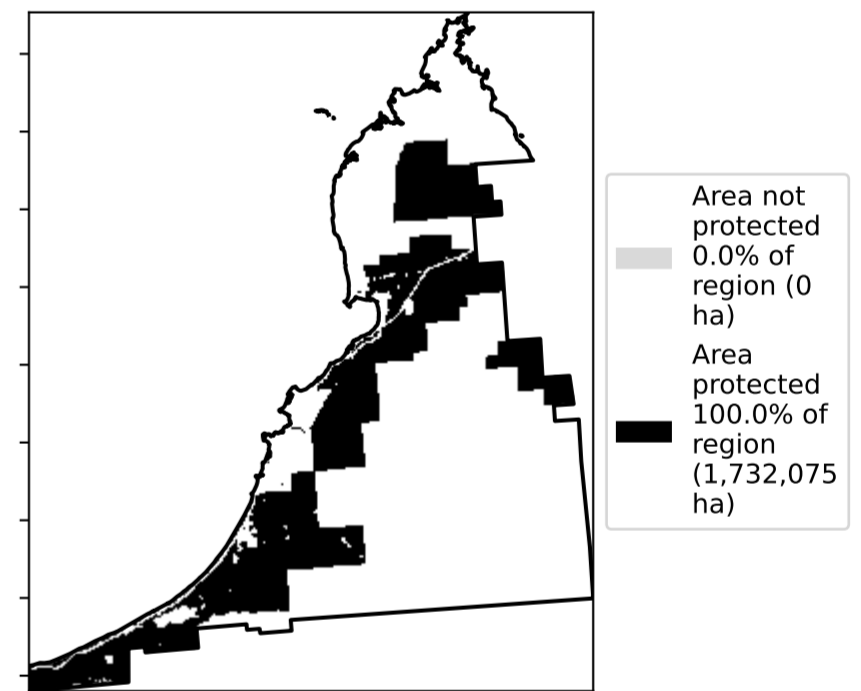 Area not
protected
0.0% of
region (0
ha)
Area
protected
100.0% of
region
(1,732,075
ha)